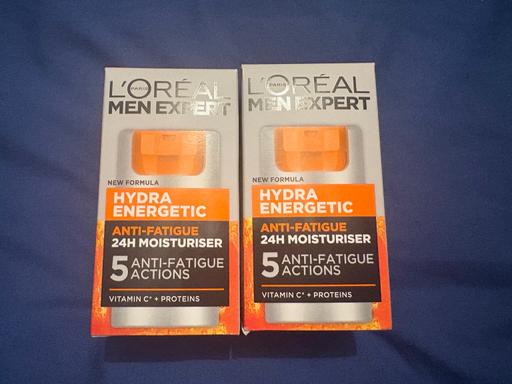 L'ORÉAL
PARIS
MEN EXPERT
NEW FORMULA
HYDRA
ENERGETIC
ANTI-FATIGUE
24H MOISTURISER
5 ANTI-FATIGUE
ACTIONS
VITAMIN C* + PROTEINS
L'ORÉAL
PARIS
MEN EXPERT
NEW FORMULA
HYDRA
ENERGETIC
ANTI-FATIGUE
24H MOISTURISER
5 ANTI-FATIGUE
ACTIONS
VITAMIN C* + PROTEINS